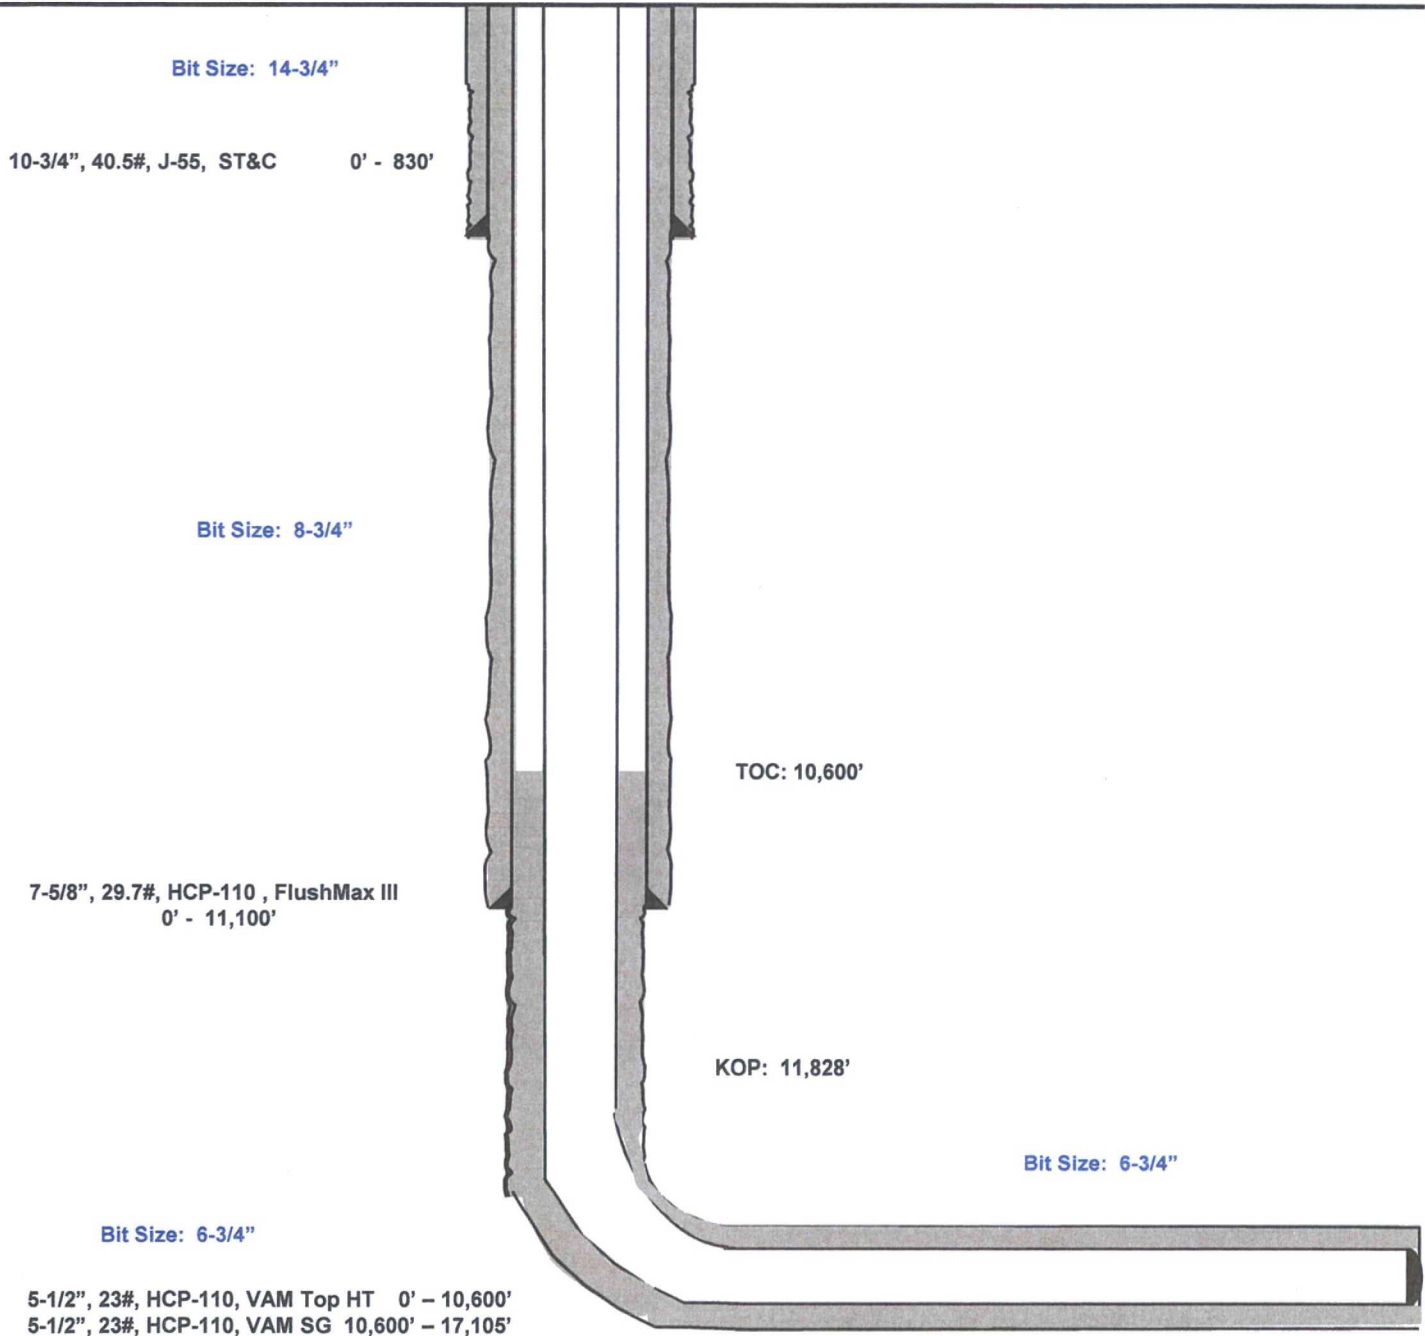 Bit Size: 14-3/4”
10-3/4”, 40.5#, J-55, ST&C 0’ - 830’
Bit Size: 8-3/4”
TOC: 10,600’
7-5/8”, 29.7#, HCP-110 , FlushMax III
0’ - 11,100’
KOP: 11,828’
Bit Size: 6-3/4”
Bit Size: 6-3/4”
5-1/2”, 23#, HCP-110, VAM Top HT 0’ – 10,600’
5-1/2”, 23#, HCP-110, VAM SG 10,600’ – 17,105’